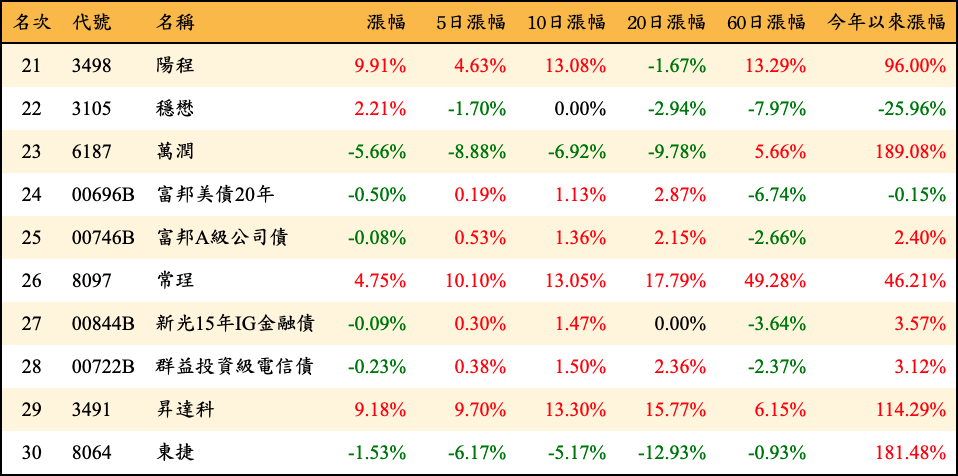 名次 代號 名稱 漲幅 5日漲幅 10日漲幅 20日漲幅 60日漲幅 今年以來漲幅
21 3498 陽程 9.91% 4.63% 13.08% -1.67% 13.29% 96.00%
22 3105 穩懋 2.21% -1.70% 0.00% -2.94% -7.97% -25.96%
23 6187 萬潤 -5.66% -8.88% -6.92% -9.78% 5.66% 189.08%
24 00696B 富邦美債20年 -0.50% 0.19% 1.13% 2.87% -6.74% -0.15%
25 00746B 富邦A級公司債 -0.08% 0.53% 1.36% 2.15% -2.66% 2.40%
26 8097 常珵 4.75% 10.10% 13.05% 17.79% 49.28% 46.21%
27 00844B 新光15年IG金融債 -0.09% 0.30% 1.47% 0.00% -3.64% 3.57%
28 00722B 群益投資級電信債 -0.23% 0.38% 1.50% 2.36% -2.37% 3.12%
29 3491 昇達科 9.18% 9.70% 13.30% 15.77% 6.15% 114.29%
30 8064 東捷 -1.53% -6.17% -5.17% -12.93% -0.93% 181.48%